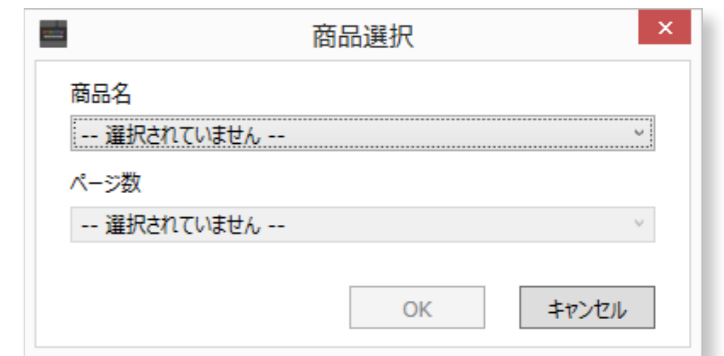 商品選択
商品名
-- 選択されていません --
ページ数
-- 選択されていません --
OK キャンセル